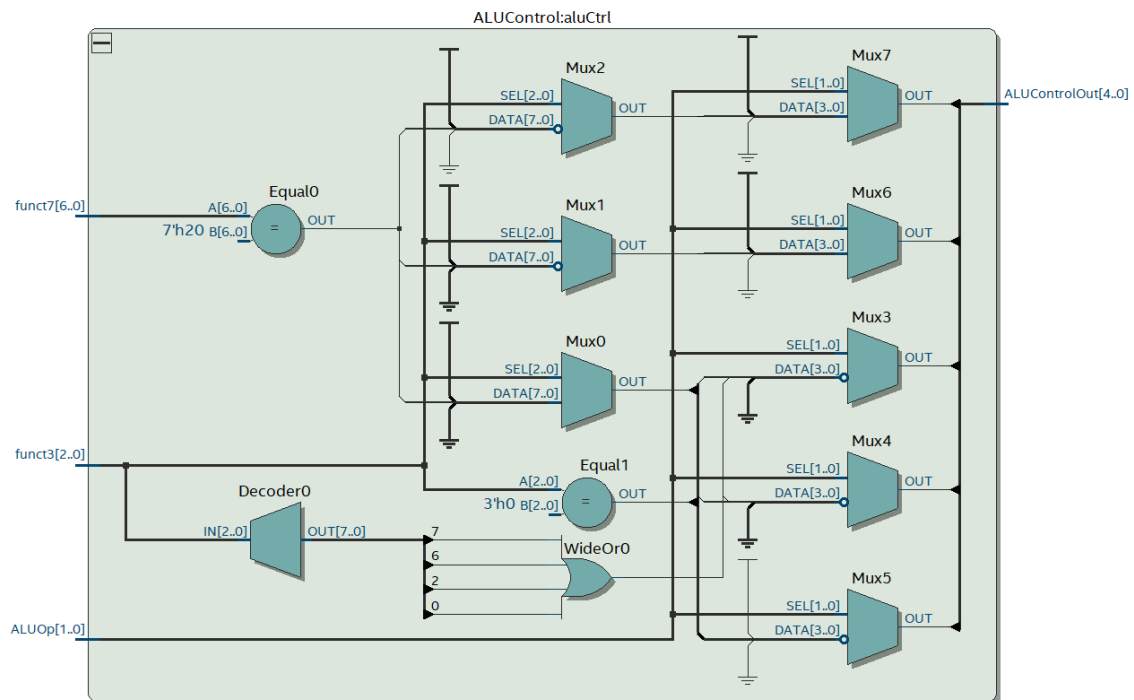 ALUControl:aluCtrl
Mux2
SEL[2..0]
DATA[7..0]
OUT
Mux7
SEL[1..0]
DATA[3..0]
OUT
ALUControlOut[4..0]
funct7[6..0]
Equal0
A[6..0]
7'h20 B[6..0]
=
OUT
Mux1
SEL[2..0]
DATA[7..0]
OUT
Mux6
SEL[1..0]
DATA[3..0]
OUT
Mux0
SEL[2..0]
DATA[7..0]
OUT
Mux3
SEL[1..0]
DATA[3..0]
OUT
funct3[2..0]
Equal1
A[2..0]
3'h0 B[2..0]
=
OUT
Mux4
SEL[1..0]
DATA[3..0]
OUT
Decoder0
IN[2..0]
OUT[7..0]
7
6
2
0
WideOr0
Mux5
SEL[1..0]
DATA[3..0]
OUT
ALUOp[1..0]